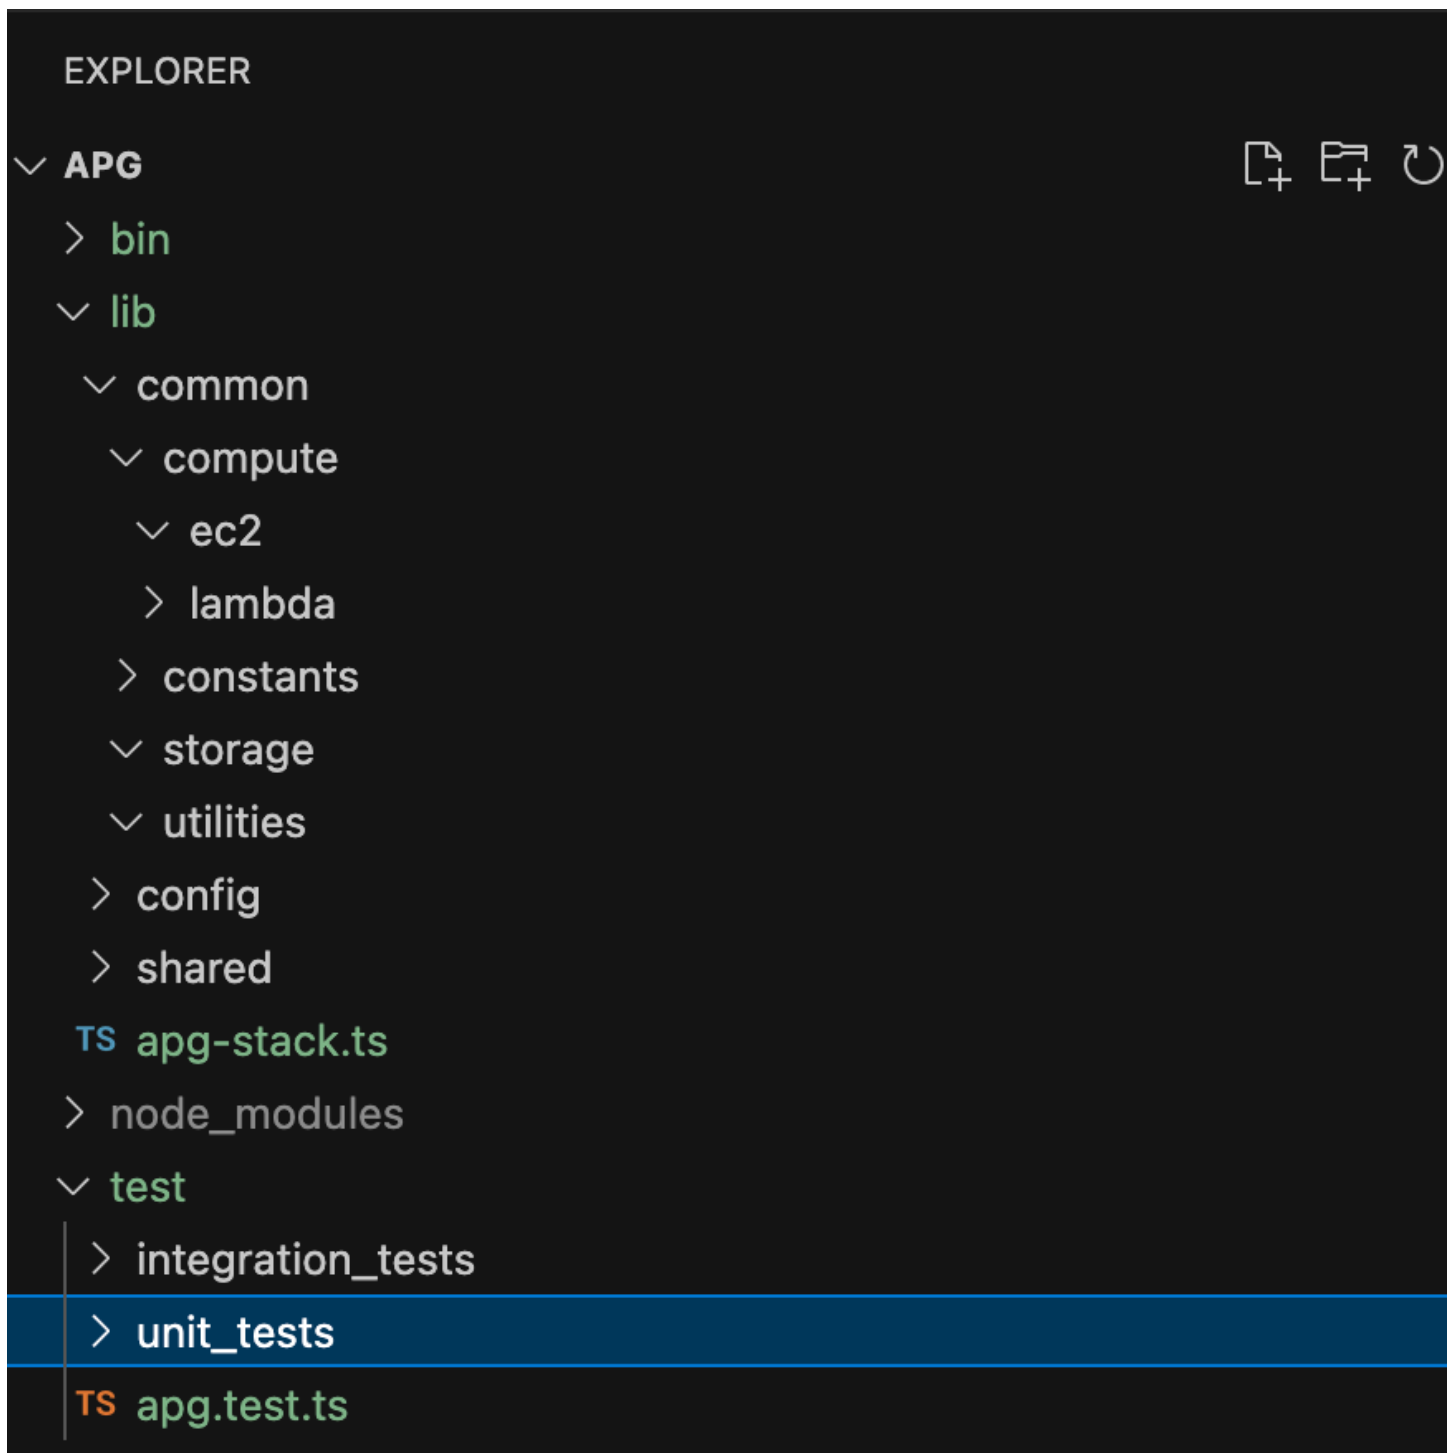 EXPLORER
APG
bin
lib
common
compute
ec2
lambda
constants
storage
utilities
config
shared
TS apg-stack.ts
node_modules
test
integration_tests
unit_tests
TS apg.test.ts